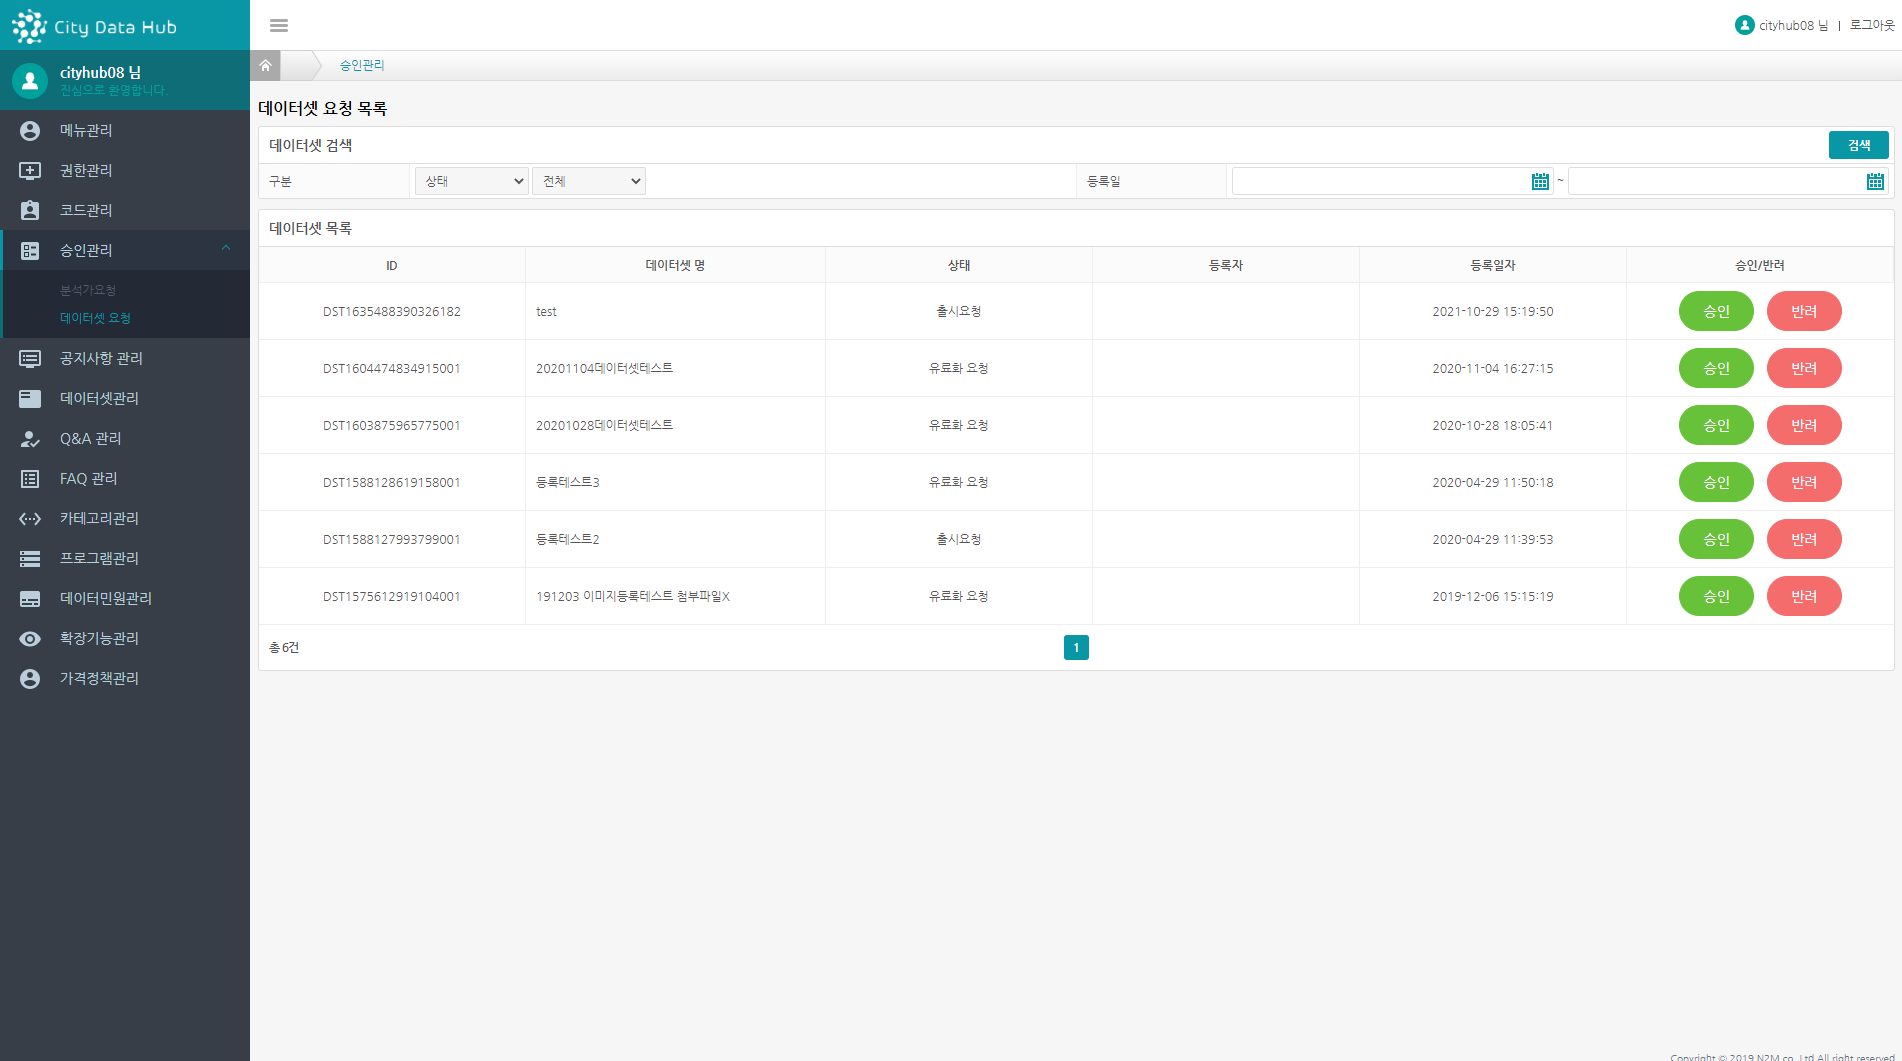 City Data Hub
cityhub08 님 | 로그아웃
cityhub08 님
진심으로 환영합니다.
메뉴관리
권한관리
코드관리
승인관리
분석가요청
데이터셋 요청
공지사항 관리
데이터셋관리
Q&A 관리
FAQ 관리
카테고리관리
프로그램관리
데이터민원관리
확장기능관리
가격정책관리
승인관리
데이터셋 요청 목록
데이터셋 검색 검색
구분 상태 전체 등록일 ~
데이터셋 목록
ID 데이터셋 명 상태 등록자 등록일자 승인/반려
DST1635488390326182 test 출시요청 2021-10-29 15:19:50 승인 반려
DST1604474834915001 20201104데이터셋테스트 유료화 요청 2020-11-04 16:27:15 승인 반려
DST1603875965775001 20201028데이터셋테스트 유료화 요청 2020-10-28 18:05:41 승인 반려
DST1588128619158001 등록테스트3 유료화 요청 2020-04-29 11:50:18 승인 반려
DST1588127993799001 등록테스트2 출시요청 2020-04-29 11:39:53 승인 반려
DST1575612919104001 191203 이미지등록테스트 첨부파일X 유료화 요청 2019-12-06 15:15:19 승인 반려
총 6건 1
Copyright © 2019 N2M co. Ltd All right reserved